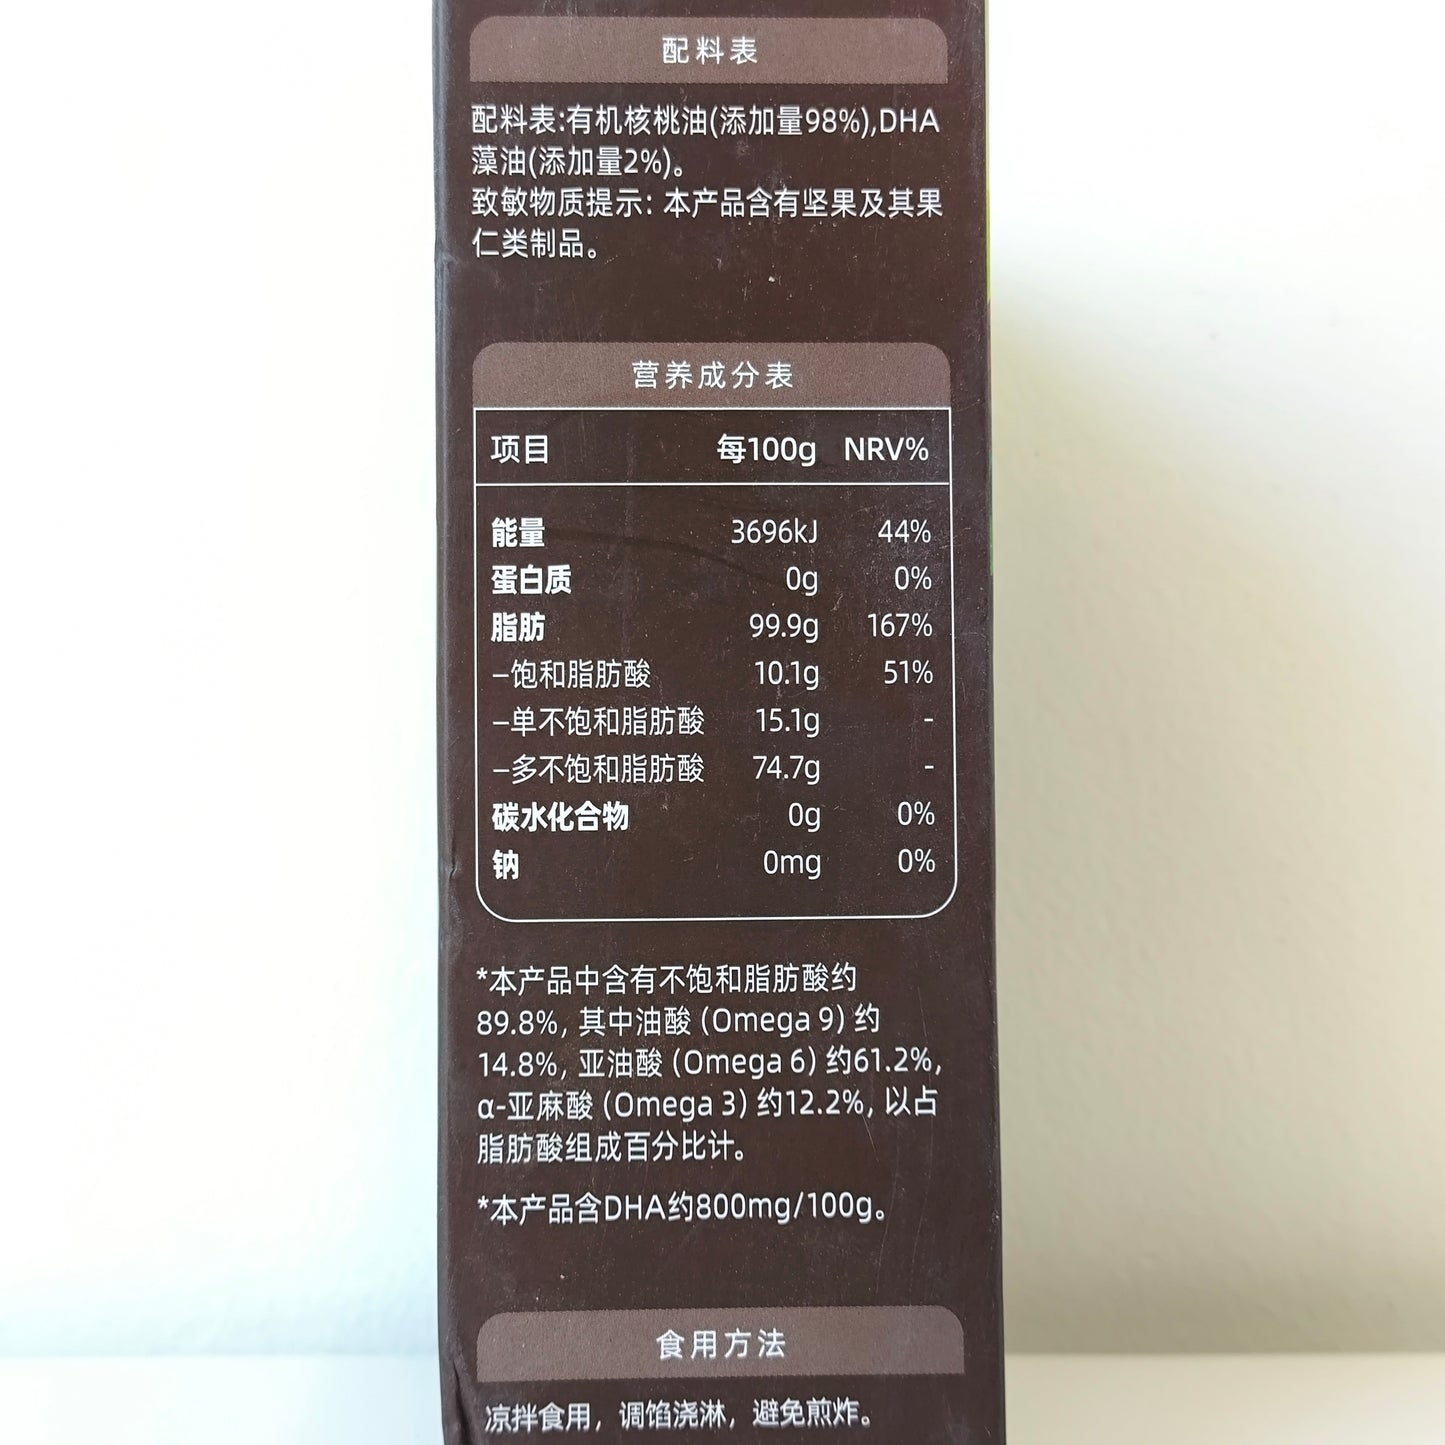 配料表
配料表:有机核桃油(添加量98%),DHA
藻油(添加量2%)。
致敏物质提示: 本产品含有坚果及其果
仁类制品。
营养成分表
项目 每100g NRV%
能量 3696kJ 44%
蛋白质 0g 0%
脂肪 99.9g 167%
–饱和脂肪酸 10.1g 51%
–单不饱和脂肪酸 15.1g -
–多不饱和脂肪酸 74.7g -
碳水化合物 0g 0%
钠 0mg 0%
*本产品中含有不饱和脂肪酸约
89.8%, 其中油酸 (Omega 9) 约
14.8%, 亚油酸 (Omega 6) 约61.2%,
α-亚麻酸 (Omega 3) 约12.2%, 以占
脂肪酸组成百分比计。
*本产品含DHA约800mg/100g。
食用方法
凉拌食用，调馅浇淋，避免煎炸。